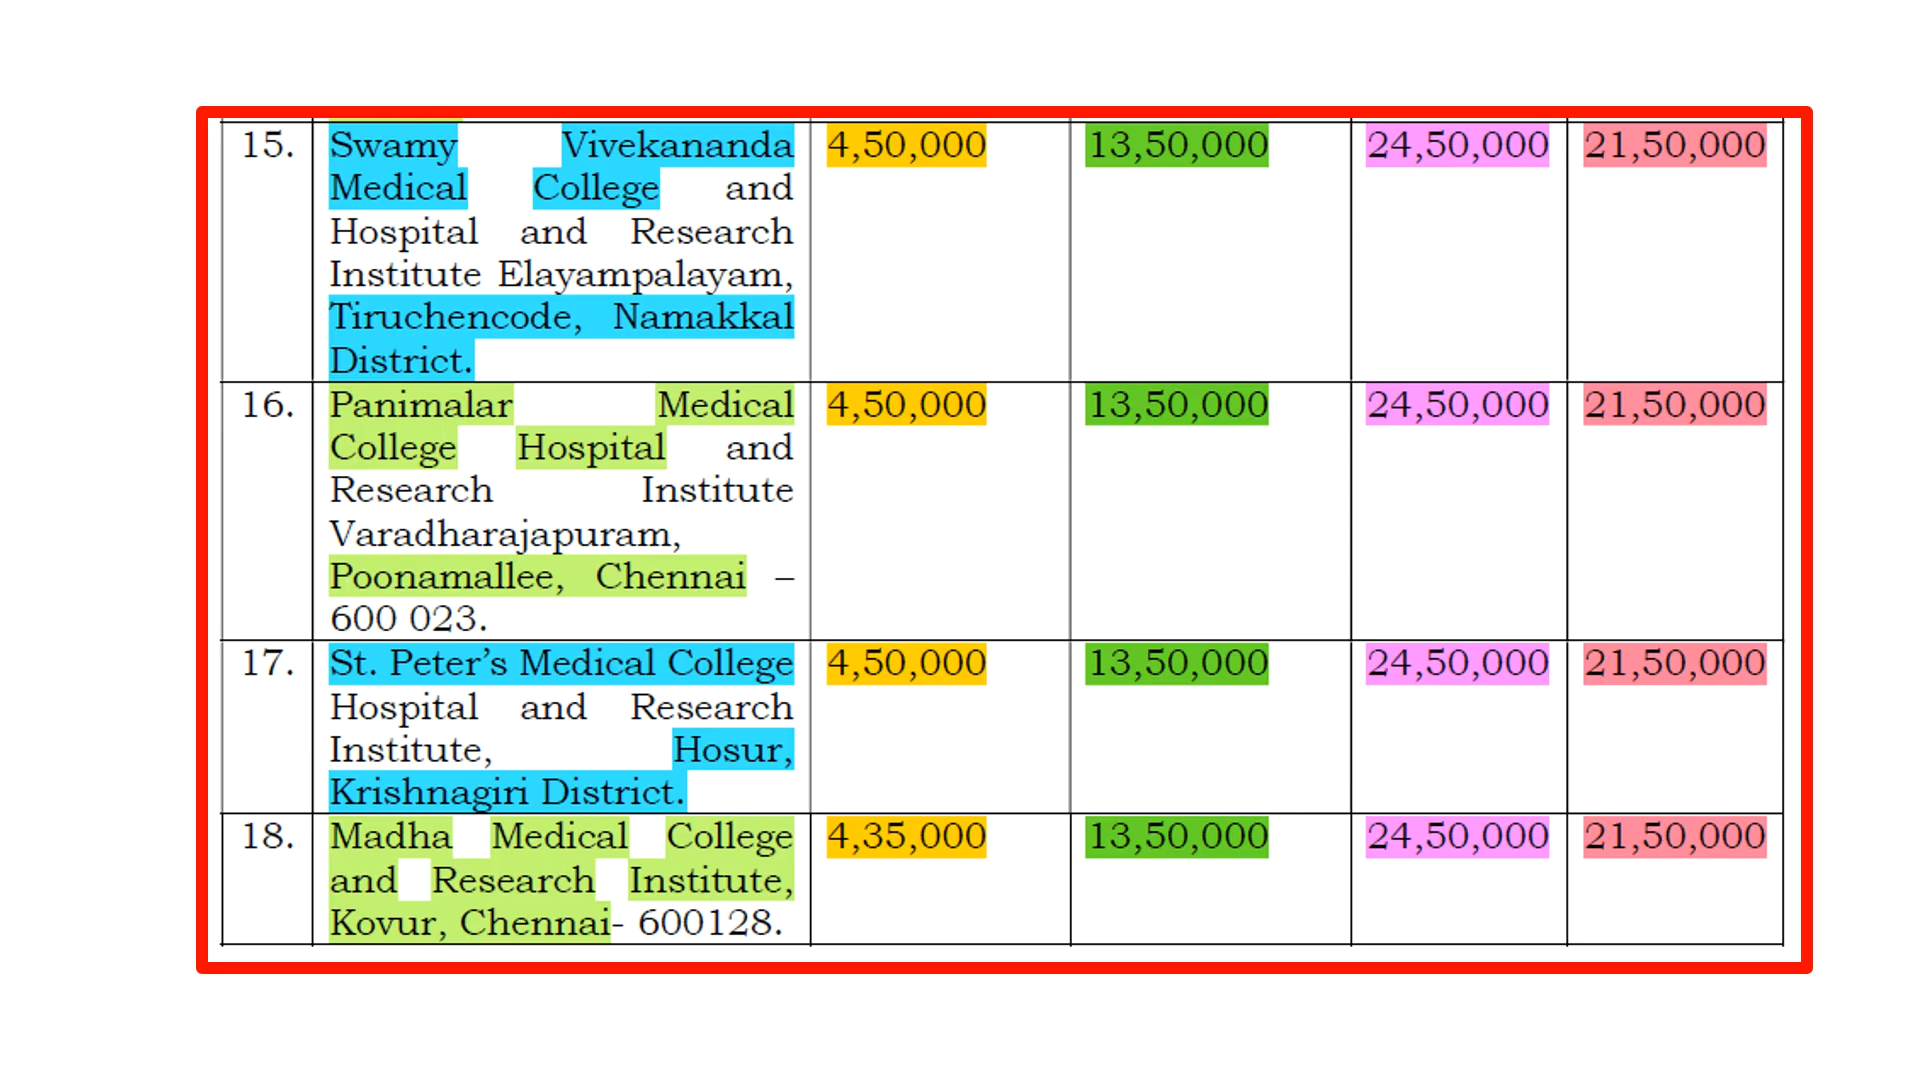 15. Swamy Vivekananda 4,50,000 13,50,000 24,50,000 21,50,000
Medical College and
Hospital and Research
Institute Elayampalayam,
Tiruchencode, Namakkal
District.
16. Panimalar Medical 4,50,000 13,50,000 24,50,000 21,50,000
College Hospital and
Research Institute
Varadharajapuram,
Poonamallee, Chennai –
600 023.
17. St. Peter’s Medical College 4,50,000 13,50,000 24,50,000 21,50,000
Hospital and Research
Institute, Hosur,
Krishnagiri District.
18. Madha Medical College 4,35,000 13,50,000 24,50,000 21,50,000
and Research Institute,
Kovur, Chennai- 600128.